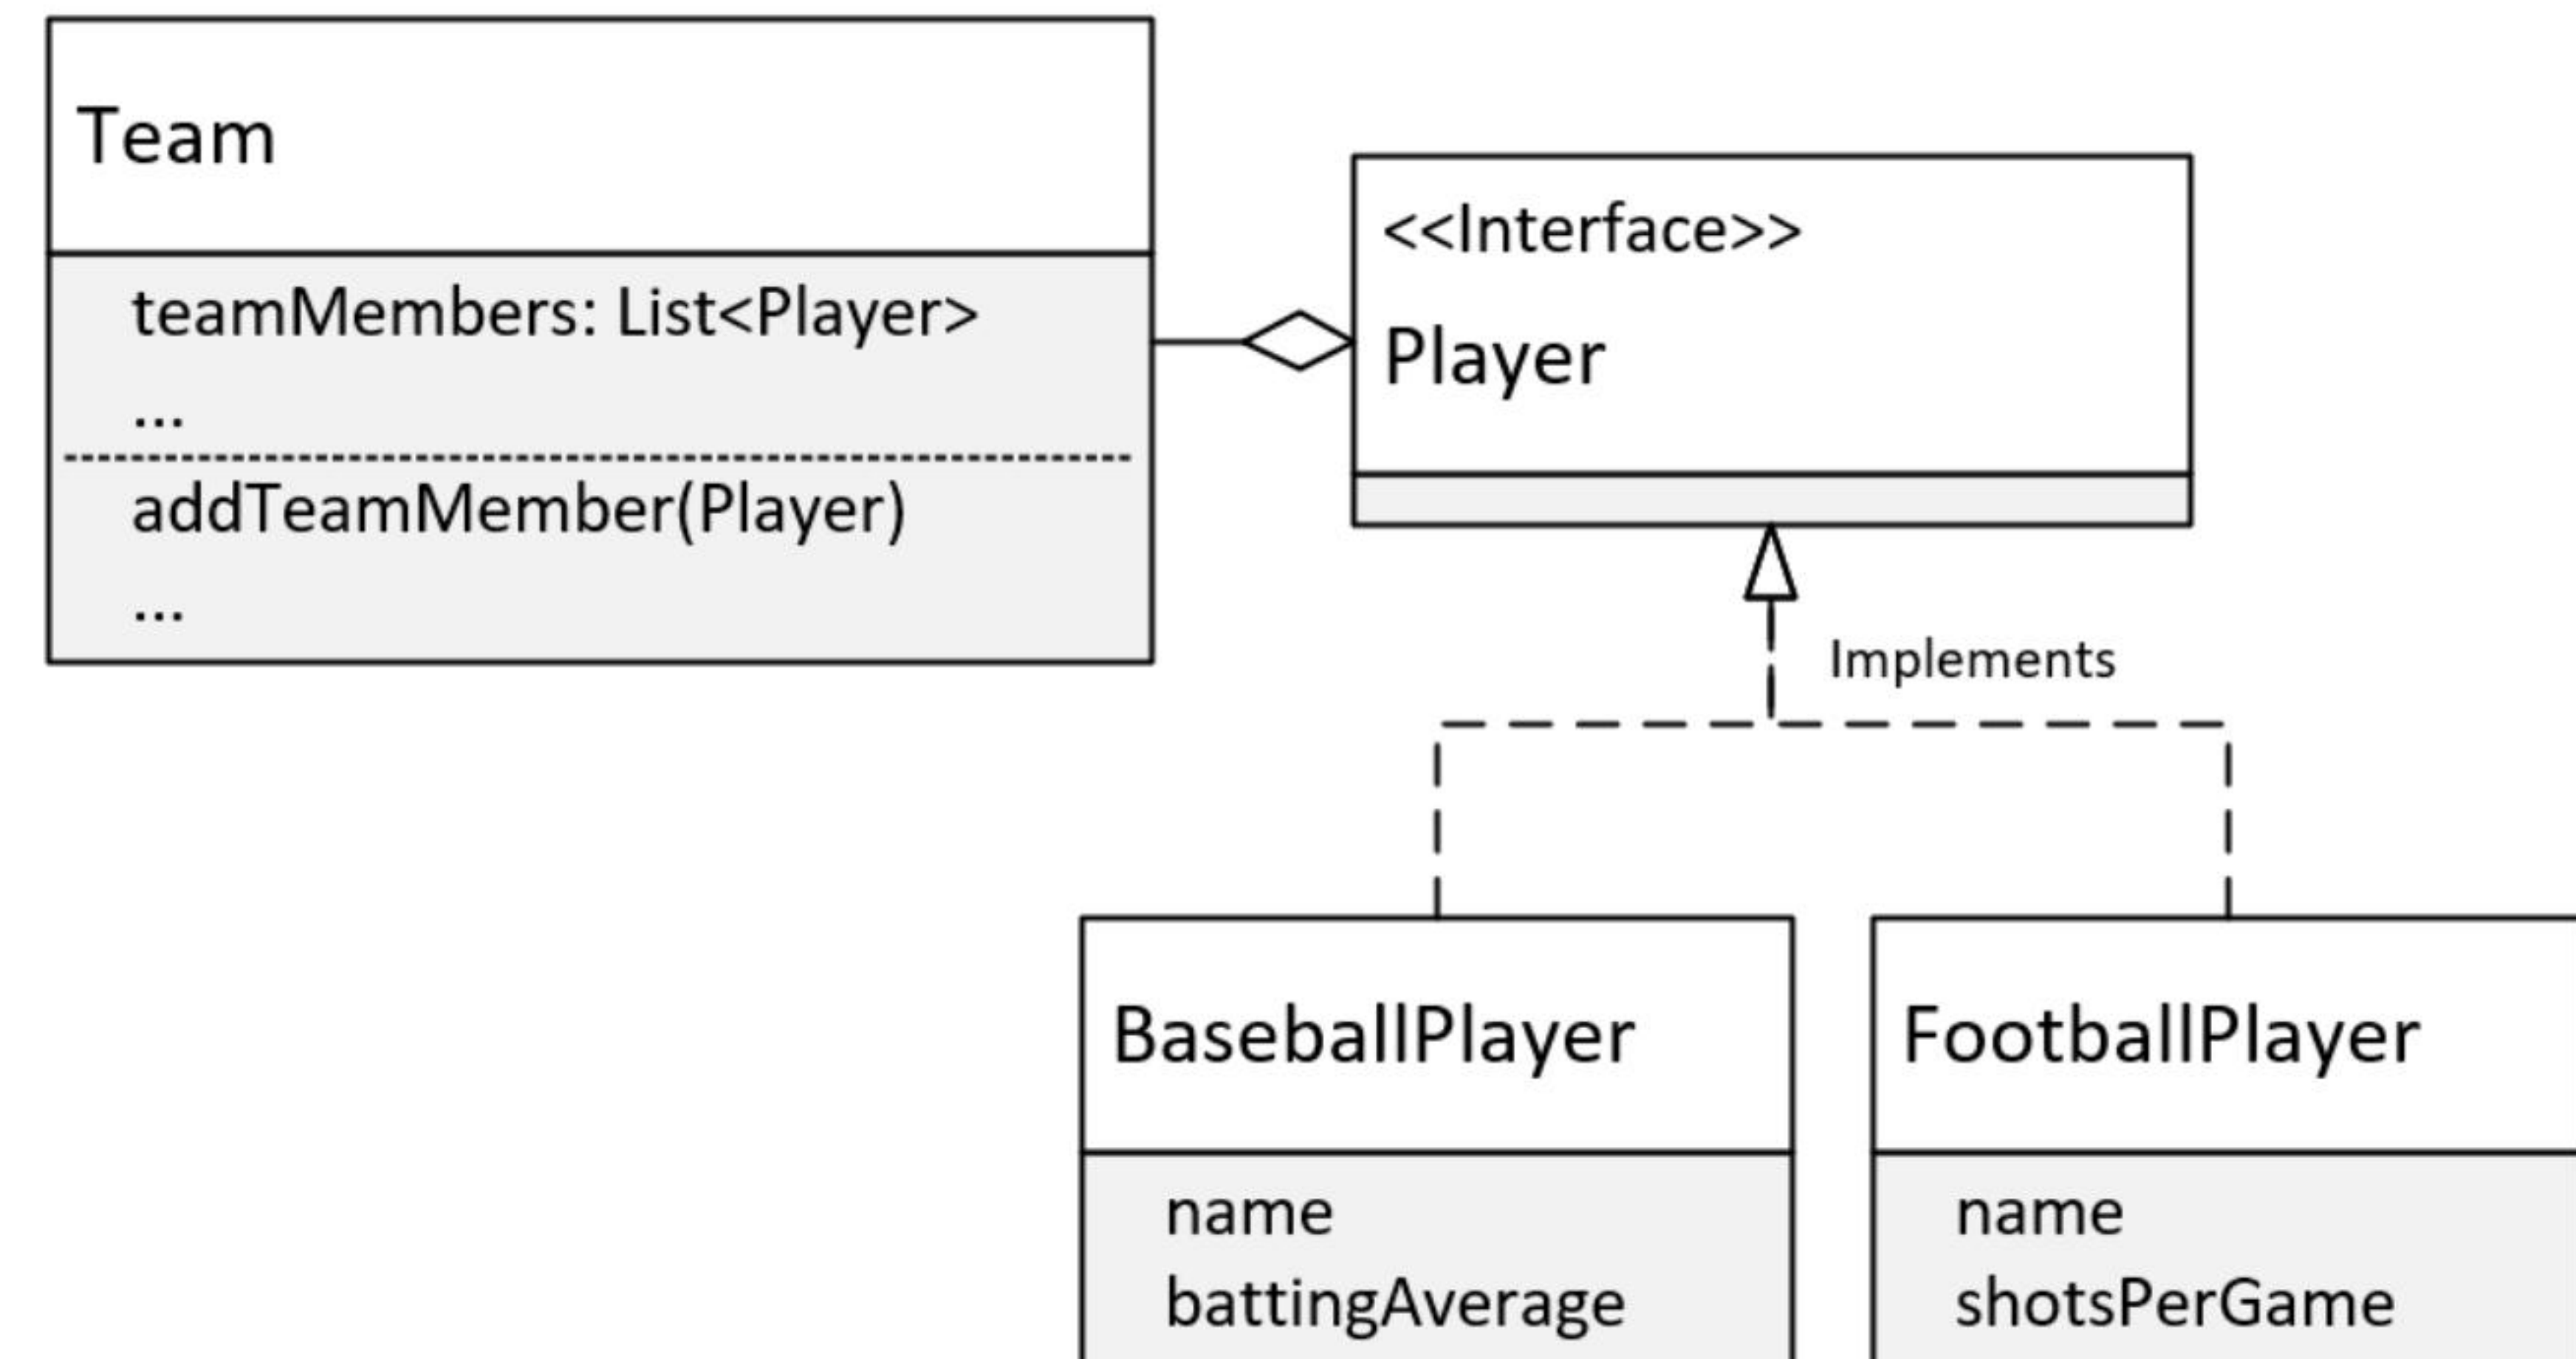 Team
teamMembers: List<Player>
...
addTeamMember(Player)
...
<<Interface>>
Player
Implements
BaseballPlayer
name
battingAverage
FootballPlayer
name
shotsPerGame